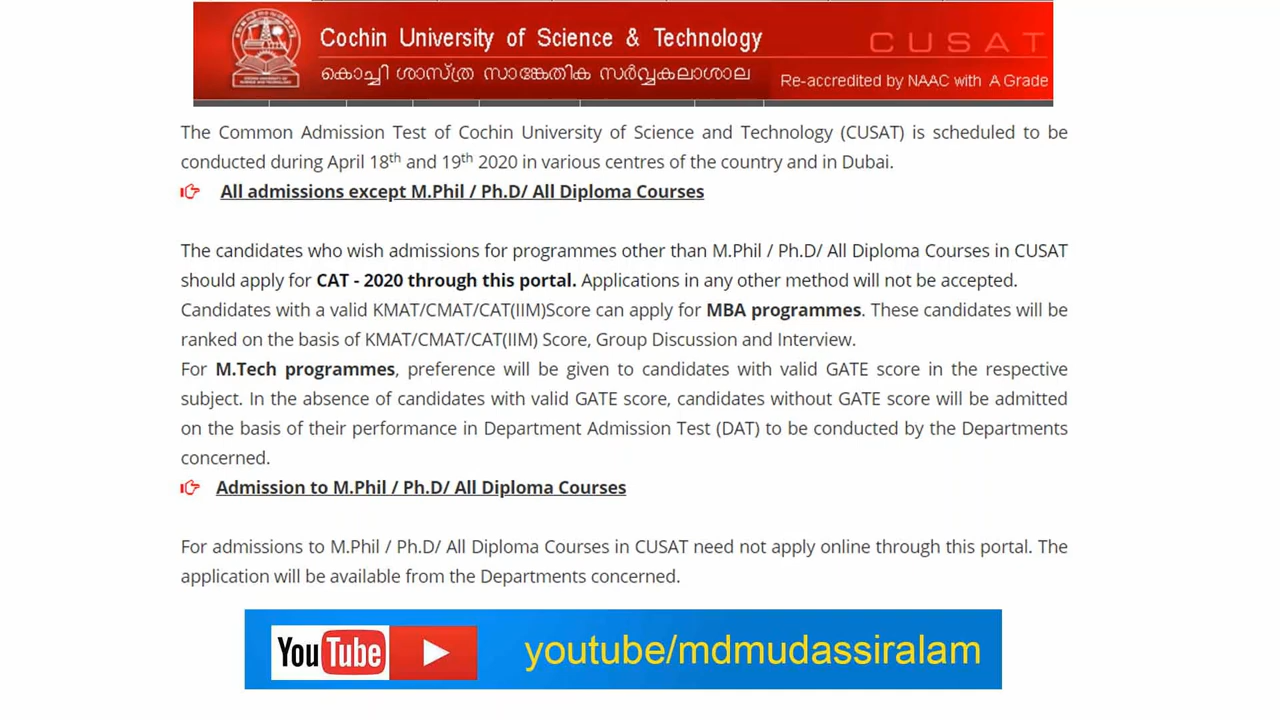 Cochin University of Science & Technology
CUSAT
കൊച്ചി ശാസ്ത്ര സാങ്കേതിക സർവ്വകലാശാല
Re-accredited by NAAC with A Grade
The Common Admission Test of Cochin University of Science and Technology (CUSAT) is scheduled to be
conducted during April 18th and 19th 2020 in various centres of the country and in Dubai.
All admissions except M.Phil / Ph.D/ All Diploma Courses
The candidates who wish admissions for programmes other than M.Phil / Ph.D/ All Diploma Courses in CUSAT
should apply for CAT - 2020 through this portal. Applications in any other method will not be accepted.
Candidates with a valid KMAT/CMAT/CAT(IIM)Score can apply for MBA programmes. These candidates will be
ranked on the basis of KMAT/CMAT/CAT(IIM) Score, Group Discussion and Interview.
For M.Tech programmes, preference will be given to candidates with valid GATE score in the respective
subject. In the absence of candidates with valid GATE score, candidates without GATE score will be admitted
on the basis of their performance in Department Admission Test (DAT) to be conducted by the Departments
concerned.
Admission to M.Phil / Ph.D/ All Diploma Courses
For admissions to M.Phil / Ph.D/ All Diploma Courses in CUSAT need not apply online through this portal. The
application will be available from the Departments concerned.
YouTube youtube/mdmudassiralam